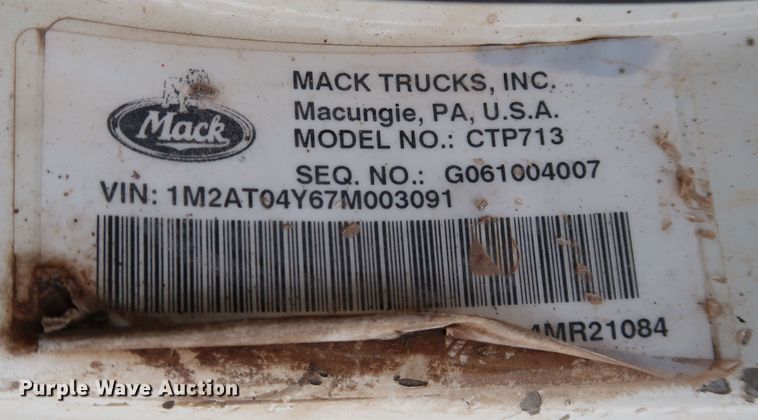 MACK TRUCKS, INC.
Mack
Macungie, PA, U.S.A.
MODEL NO.: CTP713
SEQ. NO.: G061004007
VIN: 1M2AT04Y67M003091
4MR21084
Purple Wave Auction